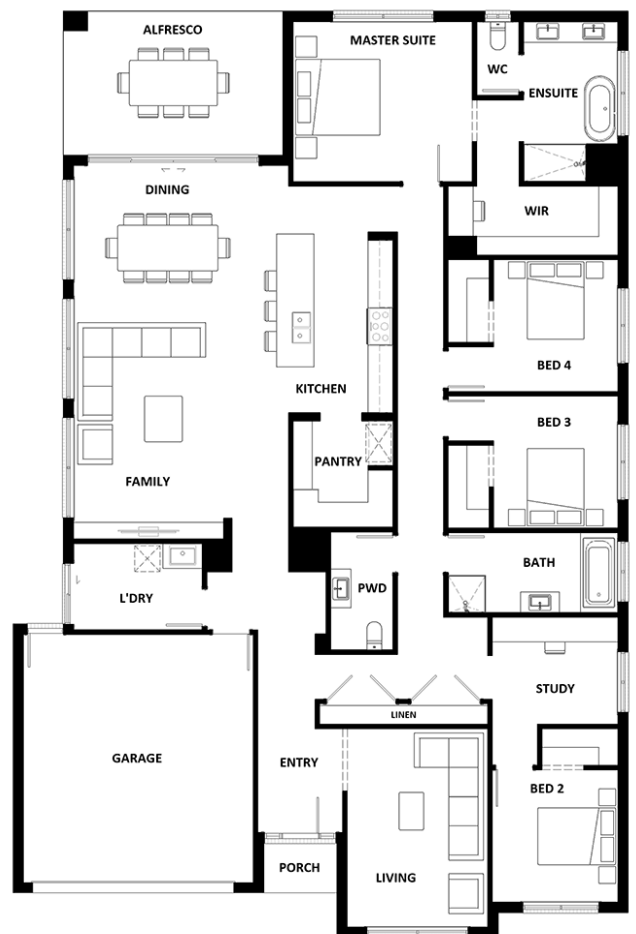 ALFRESCO
MASTER SUITE
WC
ENSUITE
DINING
WIR
BED 4
KITCHEN
BED 3
PANTRY
FAMILY
BATH
L'DRY
PWD
STUDY
LINEN
GARAGE
ENTRY
BED 2
PORCH
LIVING